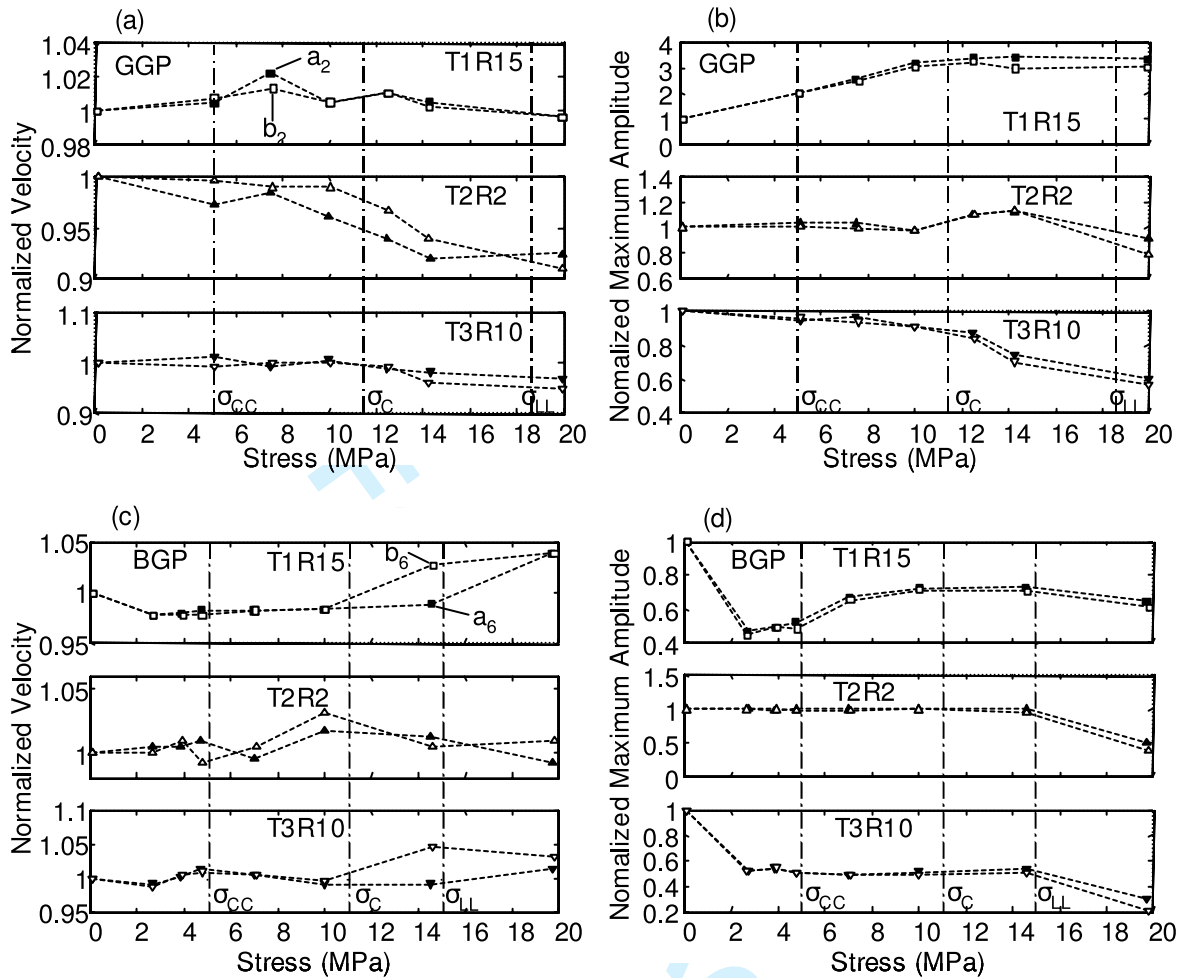 (a)
1.04
1.02
1
0.98
GGP
a2
b2
T1R15
1
0.95
0.9
T2R2
1.1
1
0.9
T3R10
σCC
σC
σLL
0 2 4 6 8 10 12 14 16 18 20
Stress (MPa)
Normalized Velocity
(b)
4
3
2
1
0
GGP
T1R15
1.4
1.2
1
0.8
0.6
T2R2
1
0.8
0.6
0.4
T3R10
σCC
σC
σLL
0 2 4 6 8 10 12 14 16 18 20
Stress (MPa)
Nomalized Maximum Amplitude
(c)
1.05
1
0.95
BGP
T1R15
b6
a6
1.05
1
T2R2
1.1
1.05
1
0.95
T3R10
σCC
σC
σLL
0 2 4 6 8 10 12 14 16 18 20
Stress (MPa)
Normalized Velocity
(d)
1
0.8
0.6
0.4
BGP
T1R15
1.5
1
0.5
0
T2R2
1
0.8
0.6
0.4
0.2
T3R10
σCC
σC
σLL
0 2 4 6 8 10 12 14 16 18 20
Stress (MPa)
Nomalized Maximum Amplitude